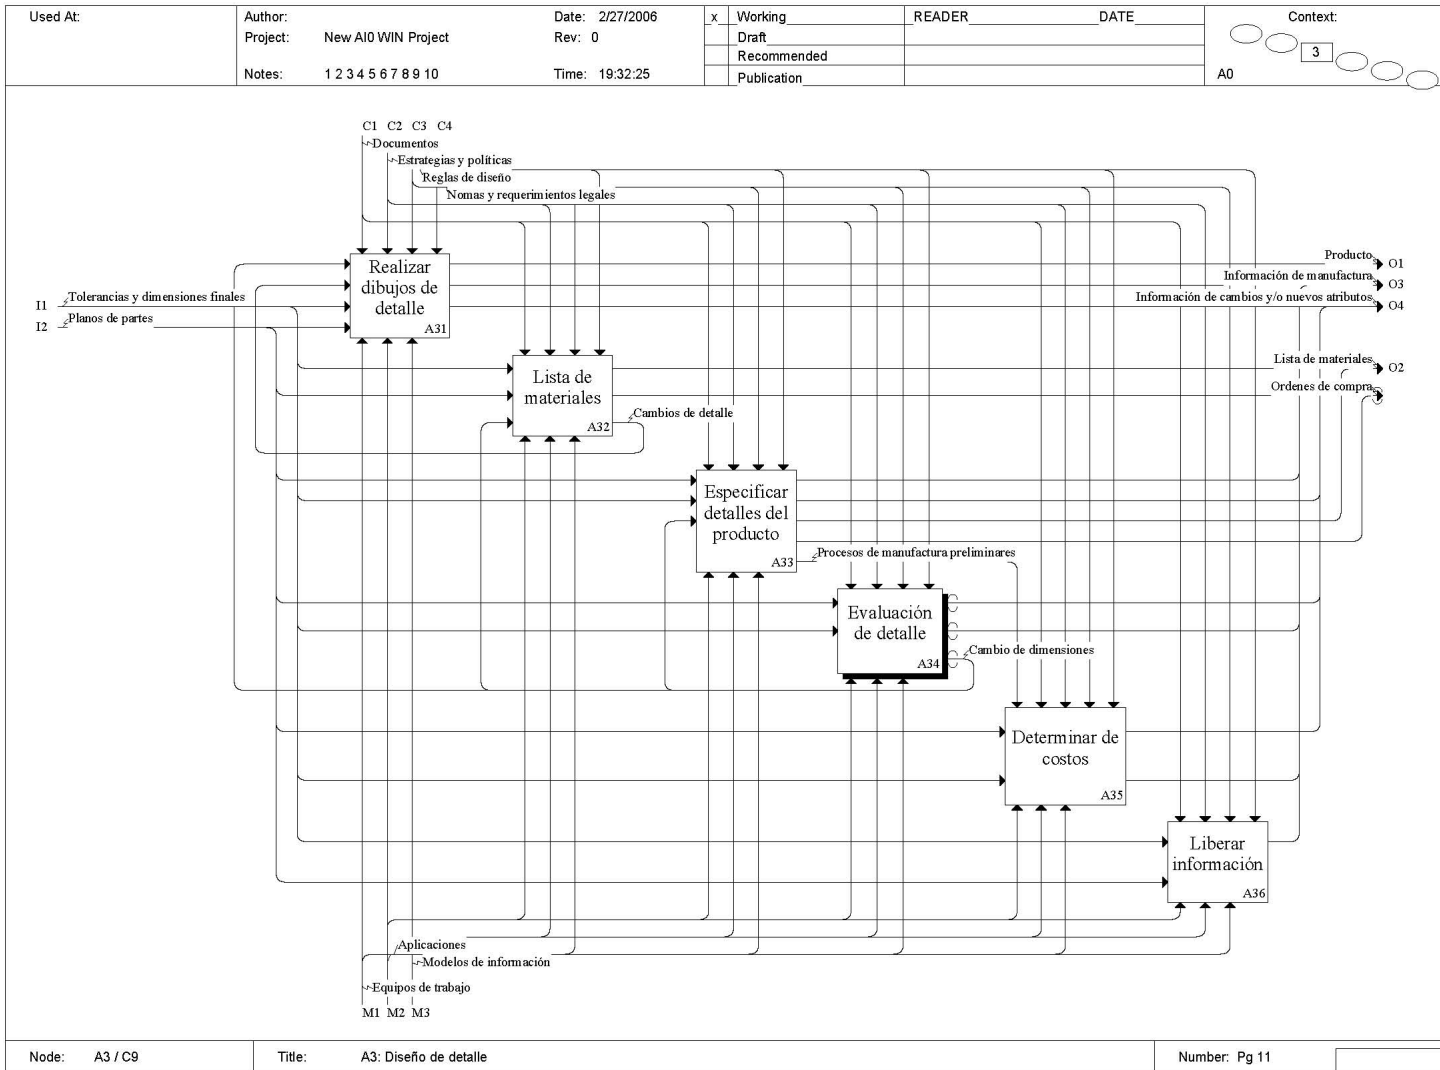 Used At:
Author:
Date: 2/27/2006
x Working
READER DATE
Context:
Project: New AI0 WIN Project
Rev: 0
Draft
Recommended
3
Notes: 1 2 3 4 5 6 7 8 9 10
Time: 19:32:25
Publication
A0
C1 C2 C3 C4
Documentos
Estrategias y políticas
Reglas de diseño
Nomas y requerimientos legales
Realizar
dibujos de
detalle
A31
Producto
O1
Información de manufactura
O3
Información de cambios y/o nuevos atributos
O4
I1
Tolerancias y dimensiones finales
I2
Planos de partes
Lista de
materiales
A32
Lista de materiales
O2
Ordenes de compra
Cambios de detalle
Especificar
detalles del
producto
A33
Procesos de manufactura preliminares
Evaluación
de detalle
A34
Cambio de dimensiones
Determinar de
costos
A35
Liberar
información
A36
Aplicaciones
Modelos de información
Equipos de trabajo
M1 M2 M3
Node: A3 / C9
Title: A3: Diseño de detalle
Number: Pg 11